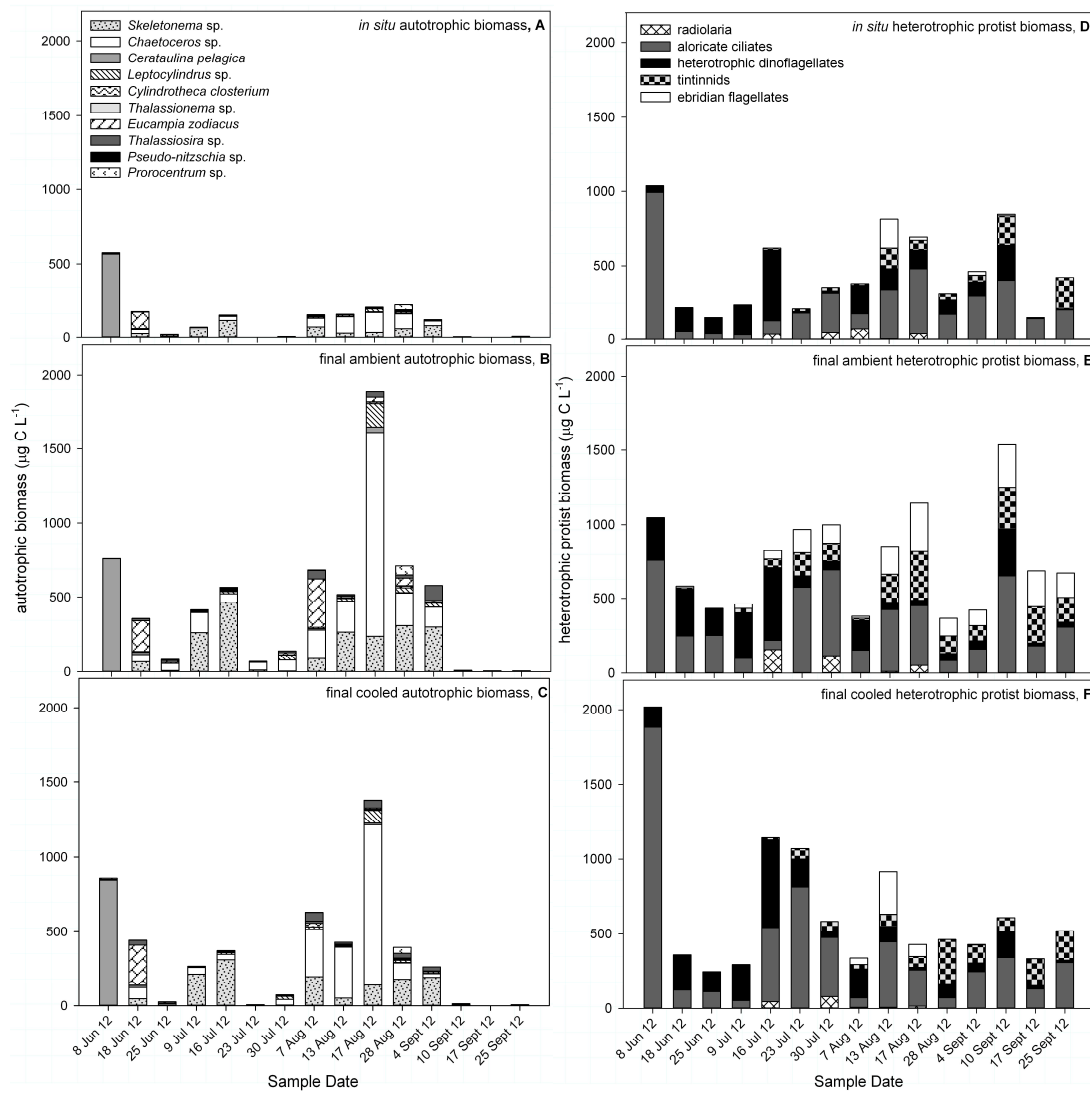 in situ autotrophic biomass, A
Skeletonema sp.
Chaetoceros sp.
Cerataulina pelagica
Leptocylindrus sp.
Cylindrotheca closterium
Thalassionema sp.
Eucampia zodiacus
Thalassiosira sp.
Pseudo-nitzschia sp.
Prorocentrum sp.
2000
1500
1000
500
0
final ambient autotrophic biomass, B
2000
1500
1000
500
0
final cooled autotrophic biomass, C
2000
1500
1000
500
0
autotrophic biomass (µg C L-1)
8 Jun 12
18 Jun 12
25 Jun 12
9 Jul 12
16 Jul 12
23 Jul 12
30 Jul 12
7 Aug 12
13 Aug 12
17 Aug 12
28 Aug 12
4 Sept 12
10 Sept 12
17 Sept 12
25 Sept 12
Sample Date
in situ heterotrophic protist biomass, D
radiolaria
aloricate ciliates
heterotrophic dinoflagellates
tintinnids
ebridian flagellates
2000
1500
1000
500
0
final ambient heterotrophic protist biomass, E
2000
1500
1000
500
0
final cooled heterotrophic protist biomass, F
2000
1500
1000
500
0
heterotrophic protist biomass (µg C L-1)
8 Jun 12
18 Jun 12
25 Jun 12
9 Jul 12
16 Jul 12
23 Jul 12
30 Jul 12
7 Aug 12
13 Aug 12
17 Aug 12
28 Aug 12
4 Sept 12
10 Sept 12
17 Sept 12
25 Sept 12
Sample Date